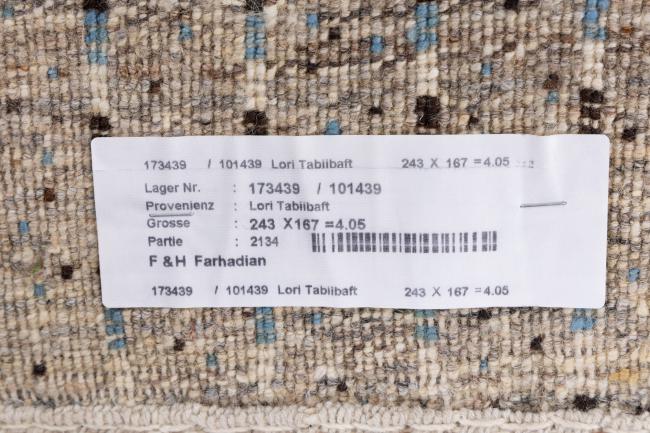 173439 / 101439 Lori Tabiibaft 243 X 167 =4.05
Lager Nr. : 173439 / 101439
Provenienz : Lori Tabiibaft
Grosse : 243 X167 =4.05
Partie : 2134
F & H Farhadian
173439 / 101439 Lori Tabiibaft 243 X 167 =4.05